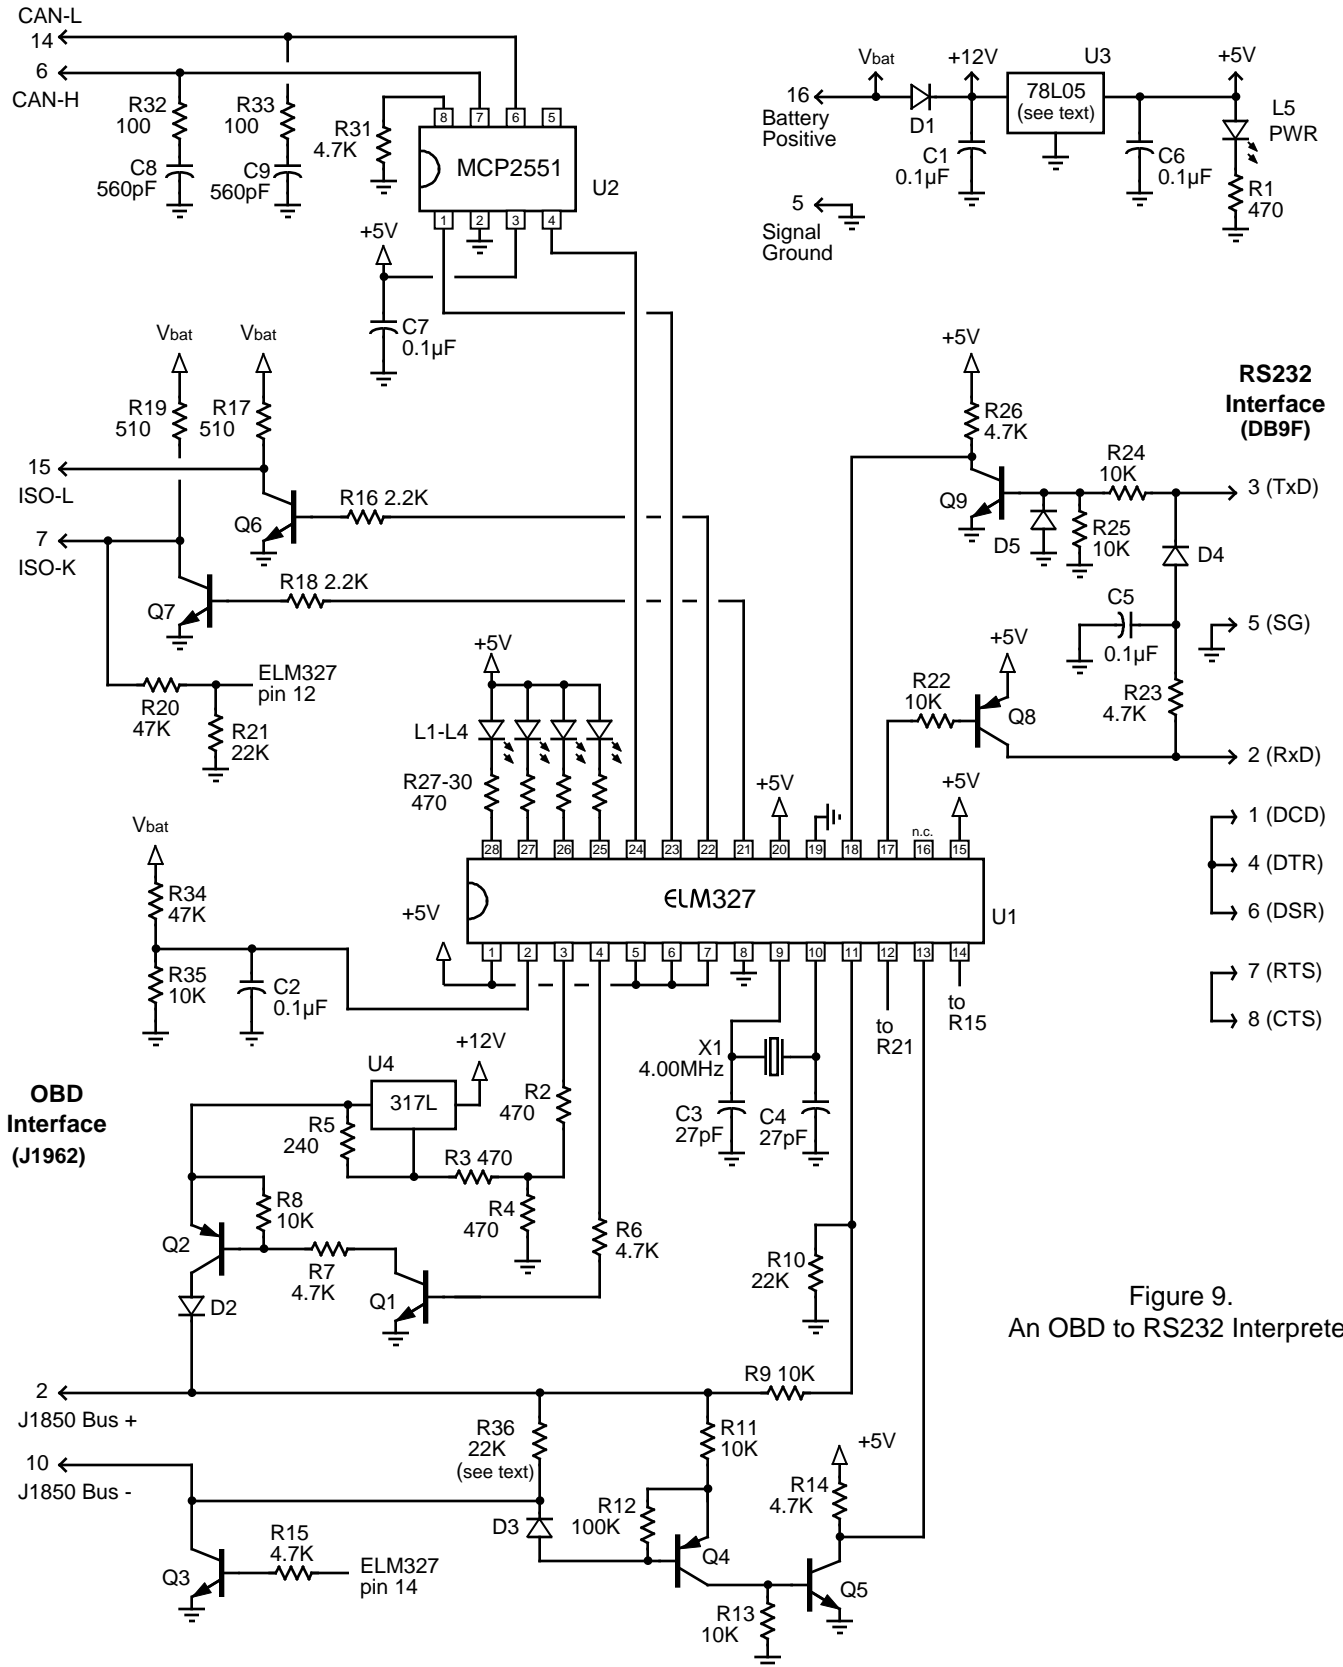 CAN-L
14
6
CAN-H
R32
100
R33
100
C8
560pF
C9
560pF
R31
4.7K
8 7 6 5
MCP2551
U2
1 2 3 4
+5V
C7
0.1µF
Vbat
+12V
U3
+5V
16
Battery
Positive
D1
78L05
(see text)
L5
PWR
C1
0.1µF
C6
0.1µF
R1
470
5
Signal
Ground
Vbat
Vbat
R19
510
R17
510
15
ISO-L
7
ISO-K
Q6
R16 2.2K
Q7
R18 2.2K
R20
47K
ELM327
pin 12
R21
22K
+5V
R26
4.7K
RS232
Interface
(DB9F)
Q9
R24
10K
3 (TxD)
D5
R25
10K
D4
C5
0.1µF
5 (SG)
+5V
R22
10K
Q8
R23
4.7K
2 (RxD)
+5V
L1-L4
R27-30
470
+5V
+5V
n.c.
1 (DCD)
4 (DTR)
6 (DSR)
7 (RTS)
8 (CTS)
Vbat
R34
47K
R35
10K
C2
0.1µF
+5V
28 27 26 25 24 23 22 21 20 19 18 17 16 15
ELM327
U1
1 2 3 4 5 6 7 8 9 10 11 12 13 14
to
R21
to
R15
X1
4.00MHz
C3
27pF
C4
27pF
OBD
Interface
(J1962)
U4
+12V
317L
R5
240
R2
470
R3 470
R4
470
R8
10K
Q2
R7
4.7K
Q1
R6
4.7K
D2
R10
22K
Figure 9.
An OBD to RS232 Interprete
2
J1850 Bus +
R9 10K
10
J1850 Bus -
R36
22K
(see text)
R11
10K
+5V
R14
4.7K
D3
R12
100K
Q4
Q3
R15
4.7K
ELM327
pin 14
Q5
R13
10K